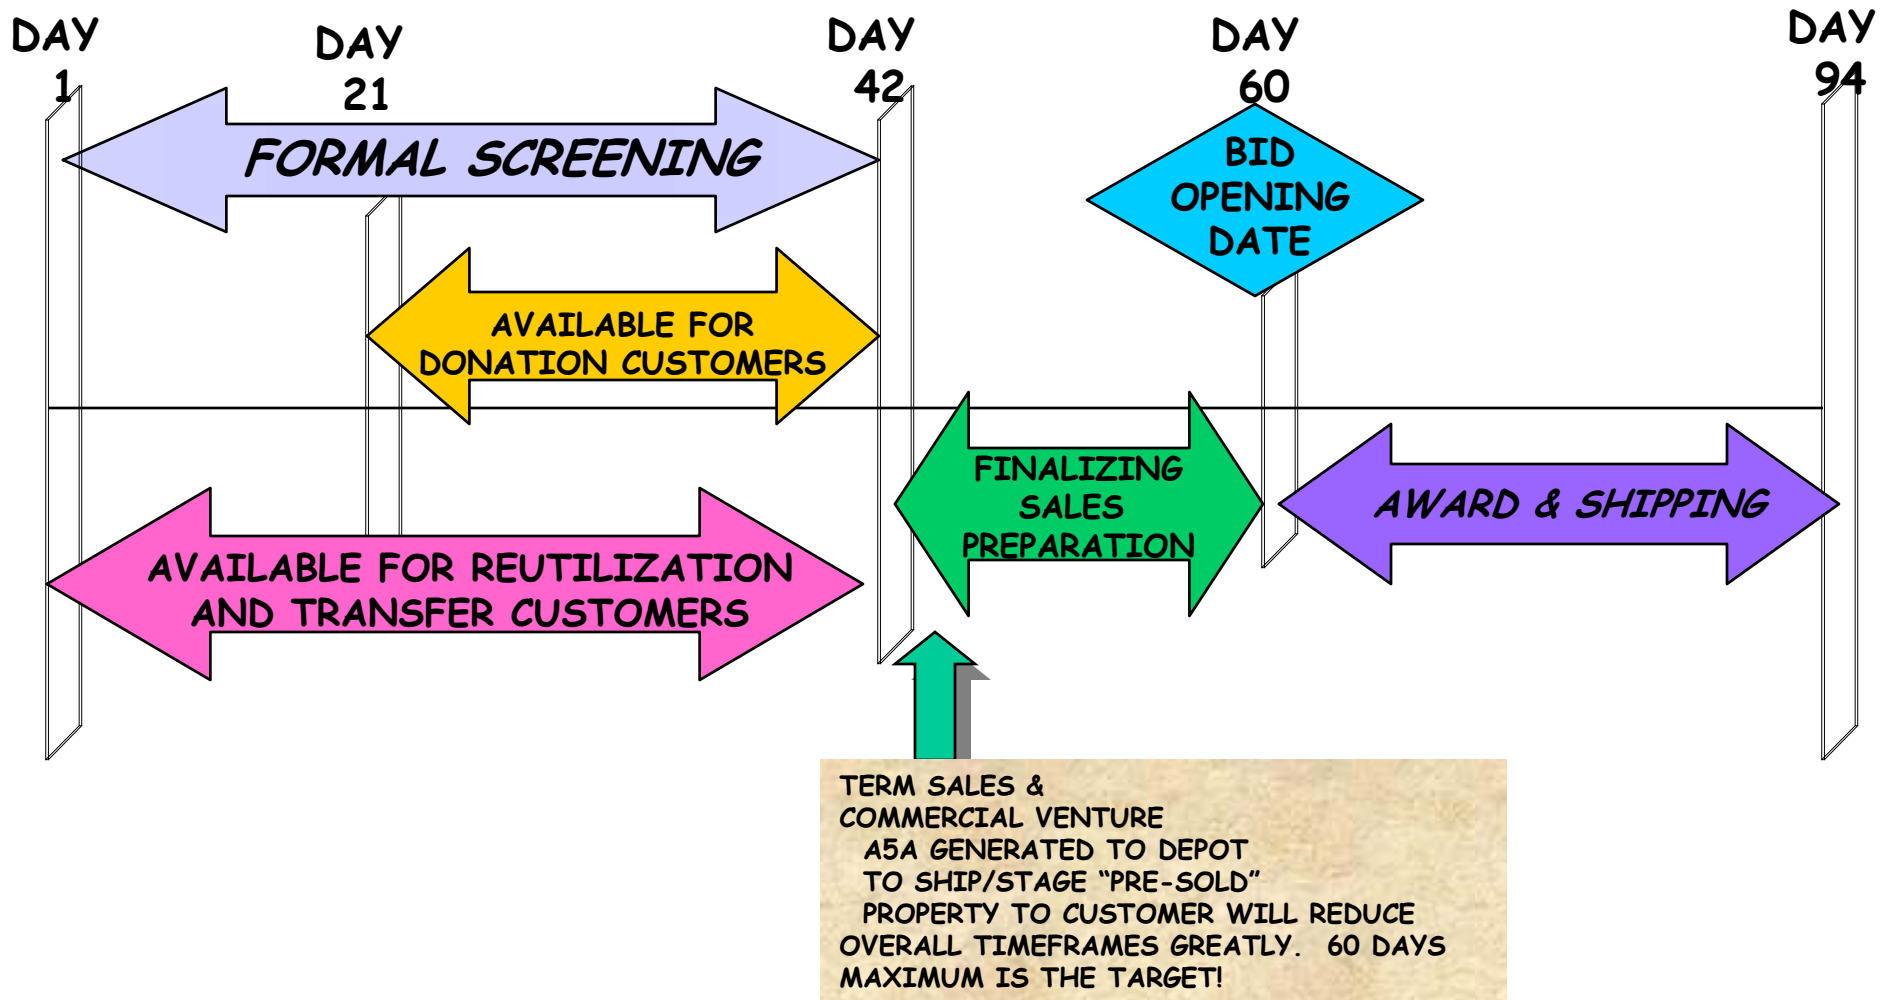 DAY
1
DAY
21
DAY
42
DAY
60
DAY
94
FORMAL SCREENING
BID
OPENING
DATE
AVAILABLE FOR
DONATION CUSTOMERS
FINALIZING
SALES
PREPARATION
AWARD & SHIPPING
AVAILABLE FOR REUTILIZATION
AND TRANSFER CUSTOMERS
TERM SALES &
COMMERCIAL VENTURE
A5A GENERATED TO DEPOT
TO SHIP/STAGE “PRE-SOLD”
PROPERTY TO CUSTOMER WILL REDUCE
OVERALL TIMEFRAMES GREATLY. 60 DAYS
MAXIMUM IS THE TARGET!